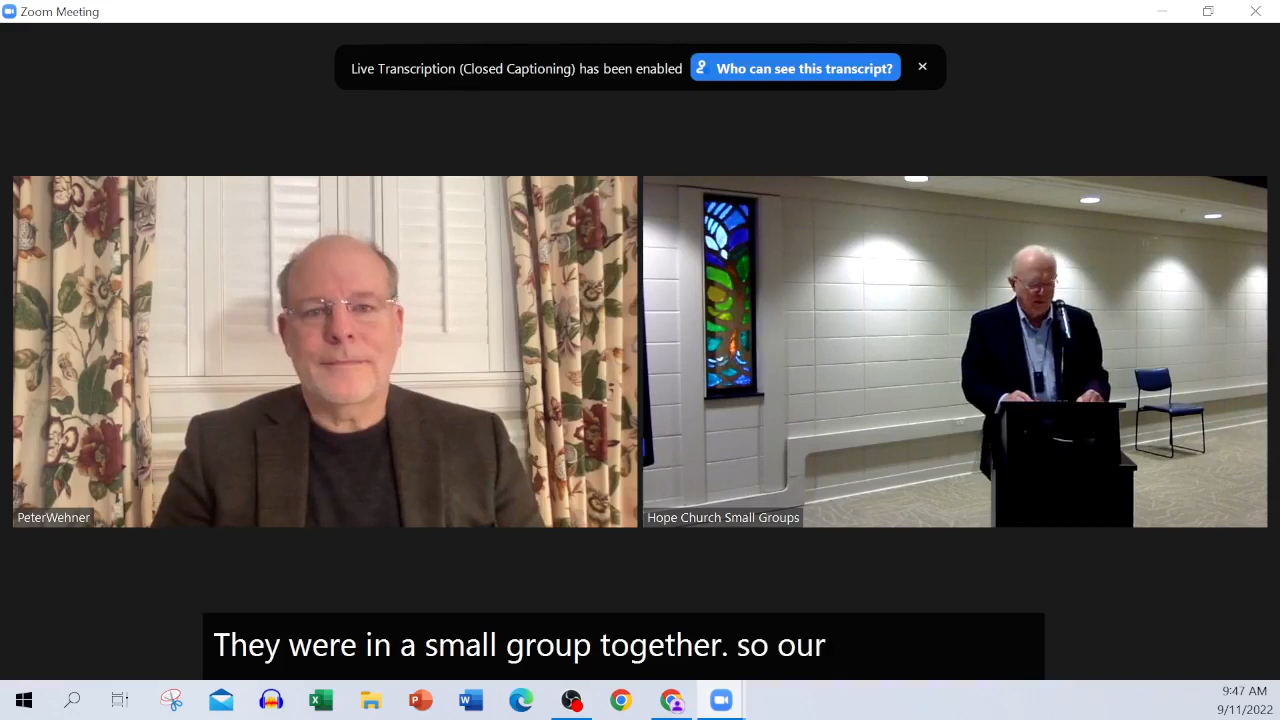 Zoom Meeting
Live Transcription (Closed Captioning) has been enabled
Who can see this transcript?
PeterWehner
Hope Church Small Groups
They were in a small group together. so our
9:47 AM
9/11/2022